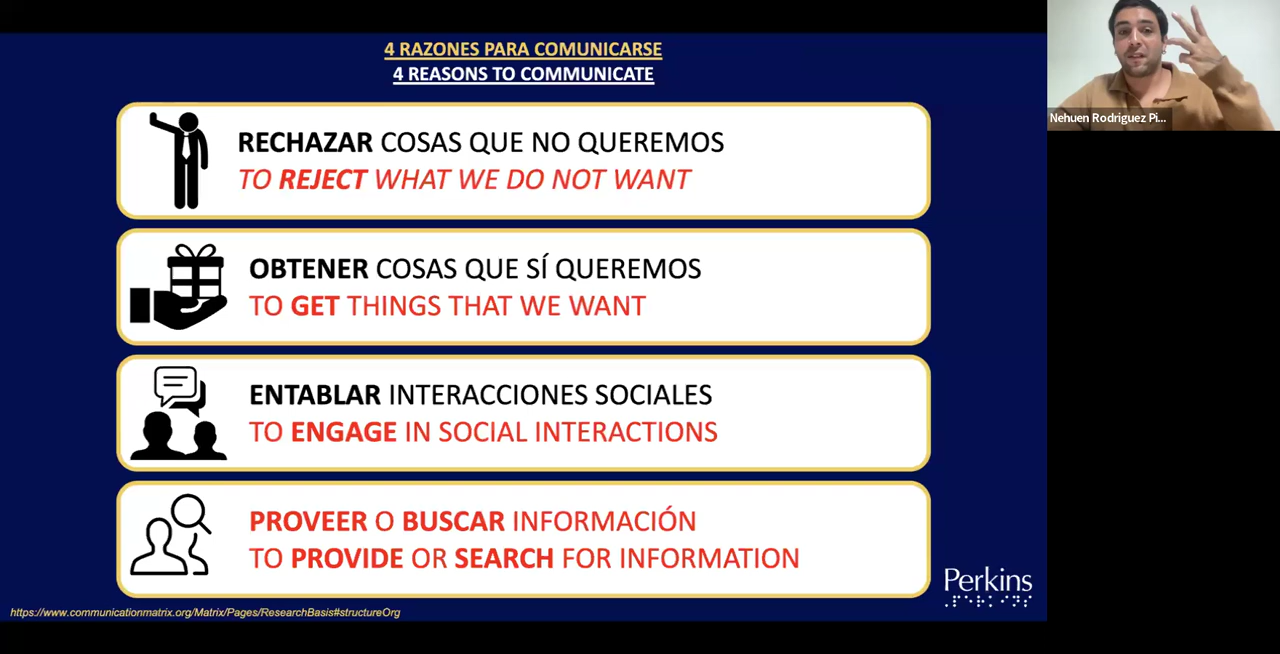 4 RAZONES PARA COMUNICARSE
4 REASONS TO COMMUNICATE
RECHAZAR COSAS QUE NO QUEREMOS
TO REJECT WHAT WE DO NOT WANT
OBTENER COSAS QUE SÍ QUEREMOS
TO GET THINGS THAT WE WANT
ENTABLAR INTERACCIONES SOCIALES
TO ENGAGE IN SOCIAL INTERACTIONS
PROVEER O BUSCAR INFORMACIÓN
TO PROVIDE OR SEARCH FOR INFORMATION
Perkins
⠏⠑⠗⠅⠊⠝⠎
https://www.communicationmatrix.org/Matrix/Pages/ResearchBasis#structureOrg
Nehuen Rodriguez Pi...